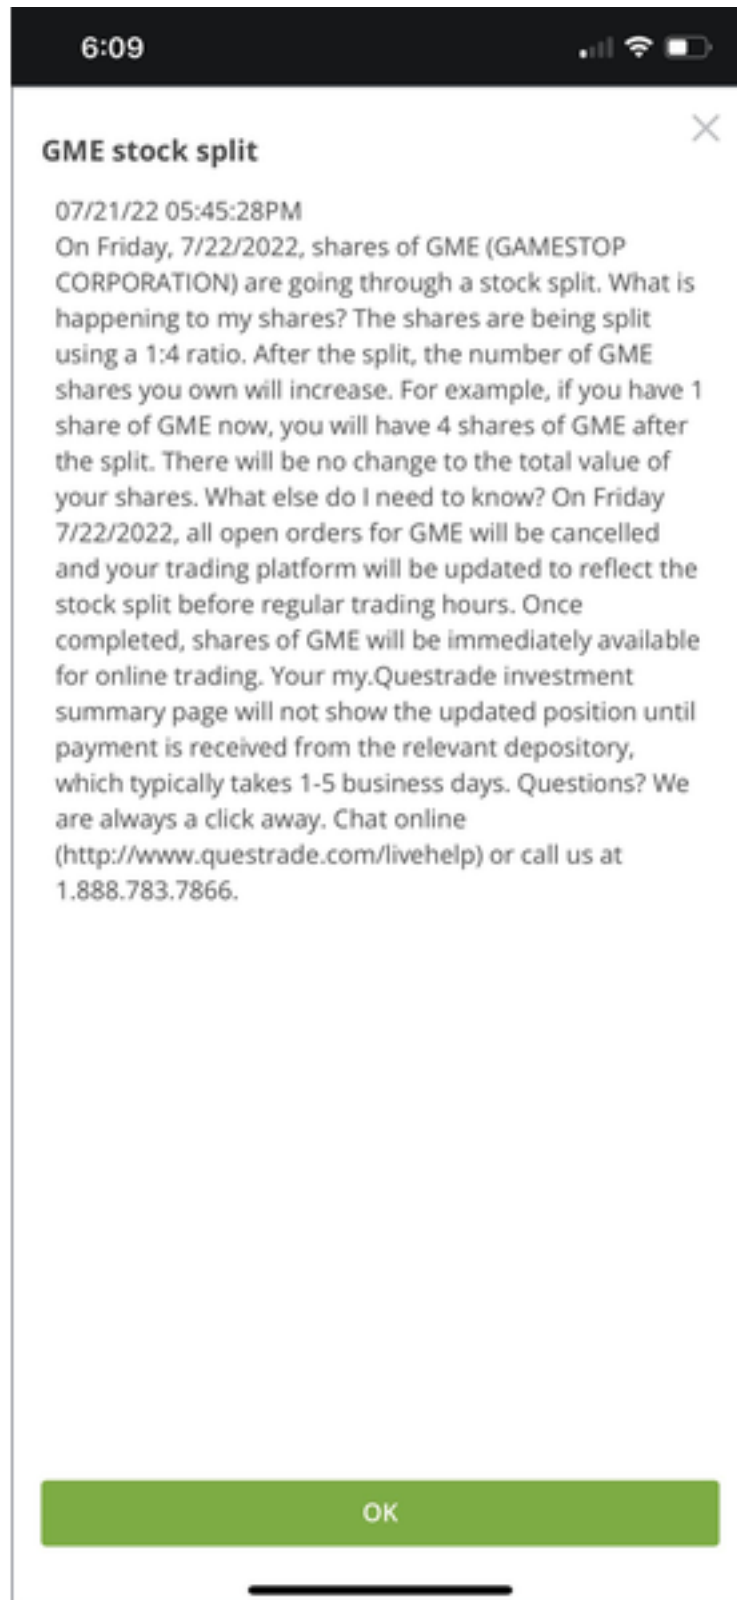 6:09
GME stock split
07/21/22 05:45:28PM
On Friday, 7/22/2022, shares of GME (GAMESTOP
CORPORATION) are going through a stock split. What is
happening to my shares? The shares are being split
using a 1:4 ratio. After the split, the number of GME
shares you own will increase. For example, if you have 1
share of GME now, you will have 4 shares of GME after
the split. There will be no change to the total value of
your shares. What else do I need to know? On Friday
7/22/2022, all open orders for GME will be cancelled
and your trading platform will be updated to reflect the
stock split before regular trading hours. Once
completed, shares of GME will be immediately available
for online trading. Your my.Questrade investment
summary page will not show the updated position until
payment is received from the relevant depository,
which typically takes 1-5 business days. Questions? We
are always a click away. Chat online
(http://www.questrade.com/livehelp) or call us at
1.888.783.7866.
OK